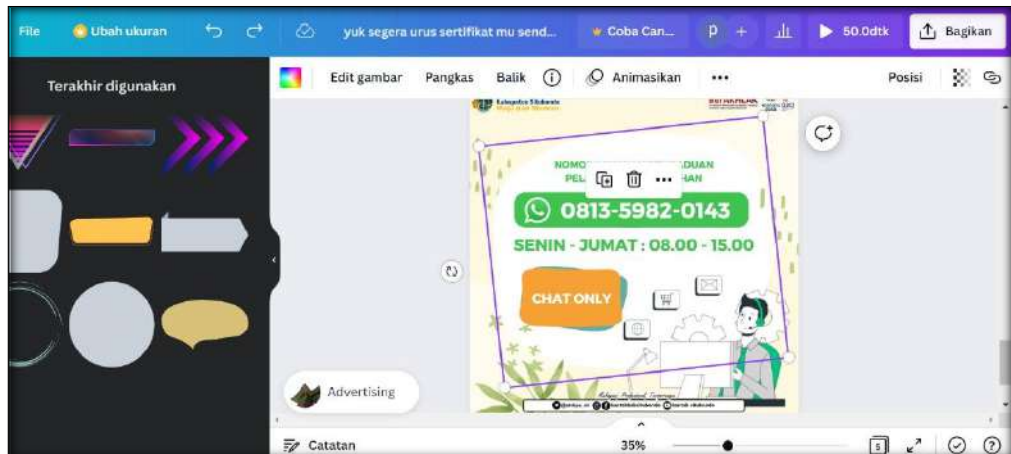 File Ubah ukuran yuk segera urus sertifikat mu send... Coba Can... P + 50.0dtk Bagikan
Terakhir digunakan
Edit gambar Pangkas Balik Animasikan ... Posisi
BERAKHLAK
NOMO DUAN
PEL HAN
0813-5982-0143
SENIN - JUMAT : 08.00 - 15.00
CHAT ONLY
Advertising
Catatan 35% 5